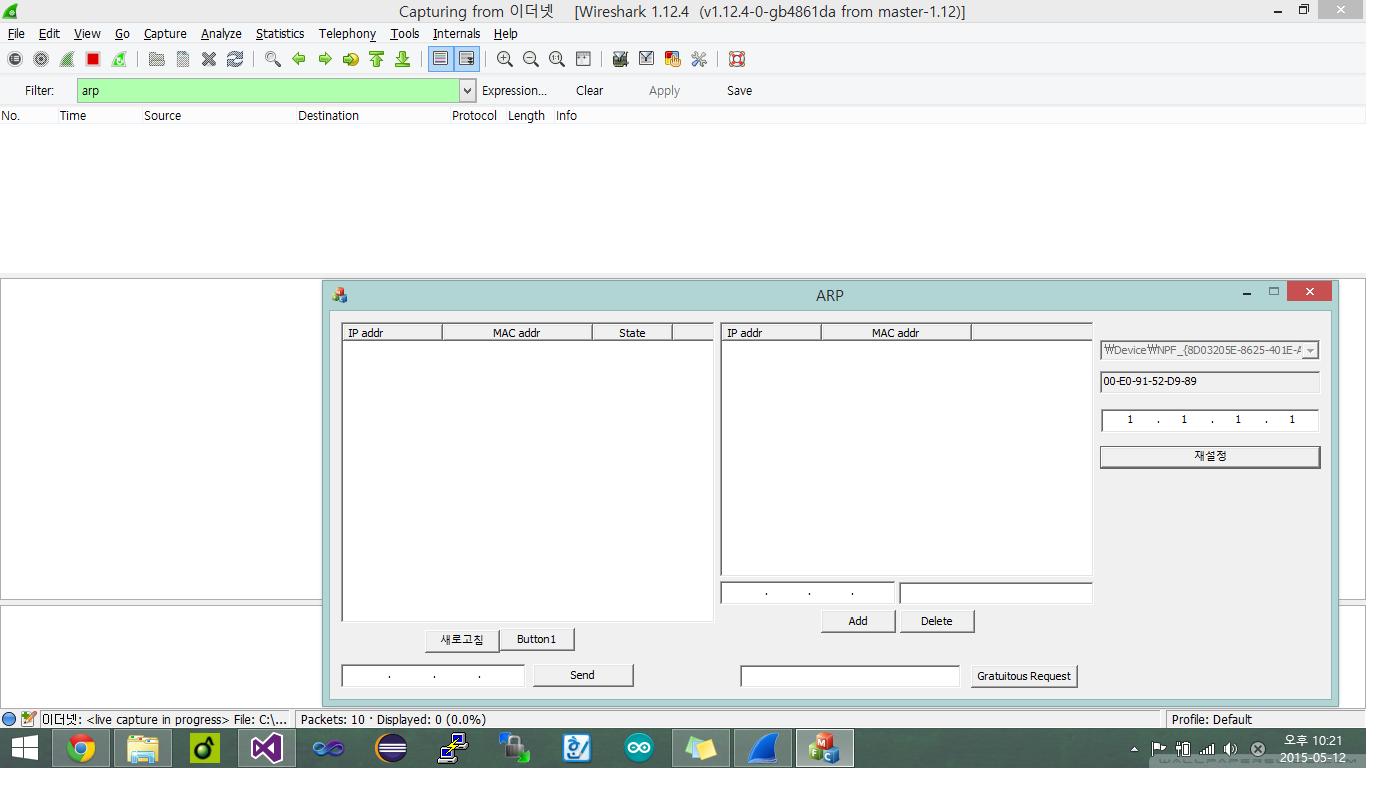 Capturing from 이더넷 [Wireshark 1.12.4 (v1.12.4-0-gb4861da from master-1.12)]
File Edit View Go Capture Analyze Statistics Telephony Tools Internals Help
Filter: arp Expression... Clear Apply Save
No. Time Source Destination Protocol Length Info
ARP
IP addr MAC addr State IP addr MAC addr
₩Device₩NPF_{8D03205E-8625-401E-A
00-E0-91-52-D9-89
1 . 1 . 1 . 1
재설정
. . .
Add Delete
새로고침 Button1
. . . Send Gratuitous Request
이더넷: <live capture in progress> File: C:\... Packets: 10 · Displayed: 0 (0.0%) Profile: Default
오후 10:21
2015-05-12